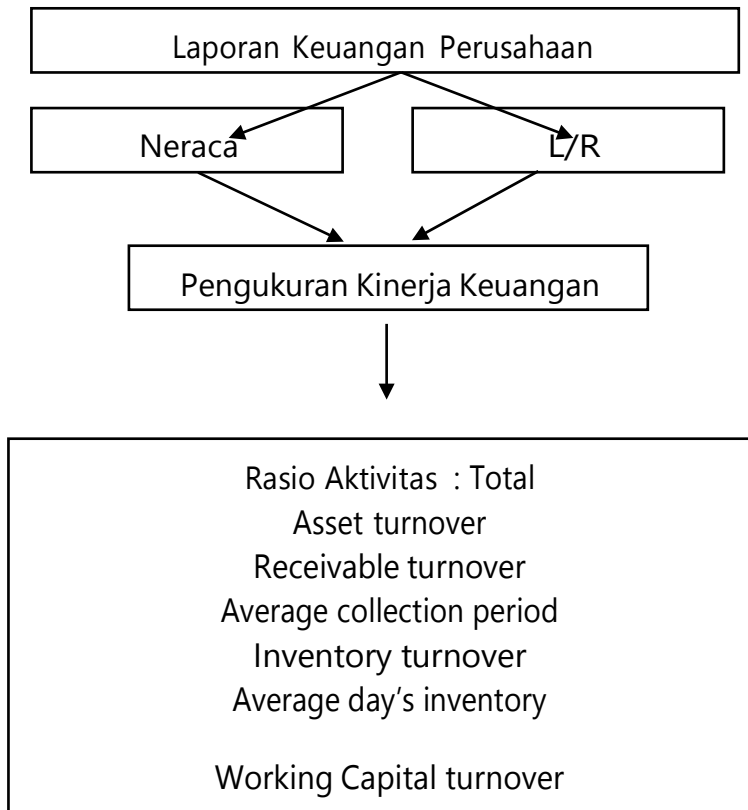 Laporan Keuangan Perusahaan
Neraca
L/R
Pengukuran Kinerja Keuangan
Rasio Aktivitas : Total
Asset turnover
Receivable turnover
Average collection period
Inventory turnover
Average day’s inventory
Working Capital turnover